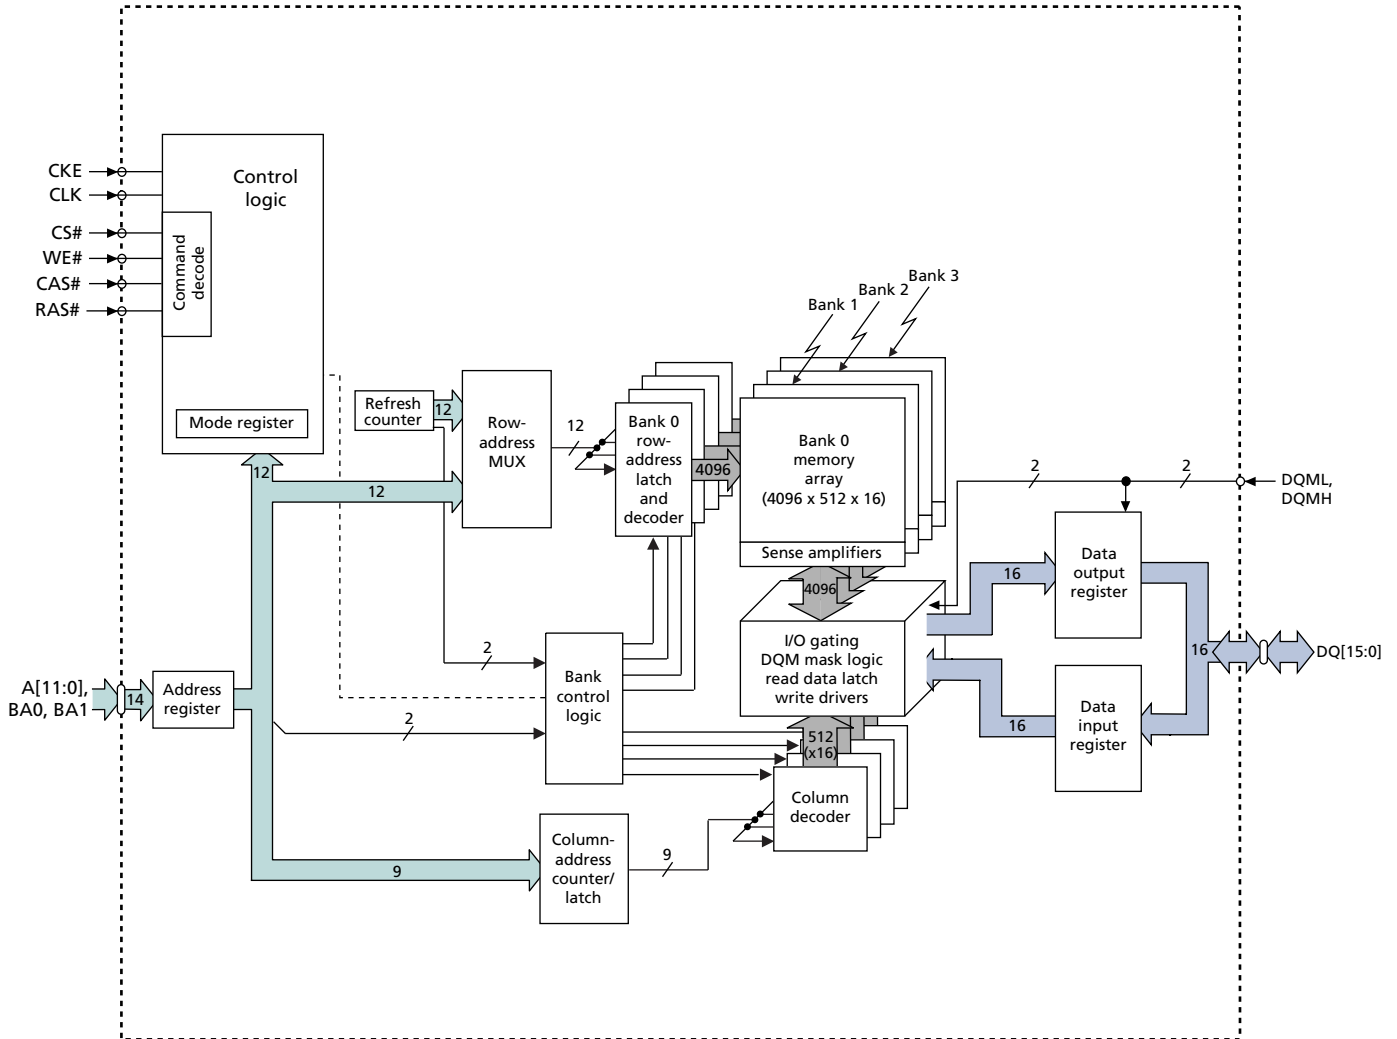 CKE
CLK
CS#
WE#
CAS#
RAS#
Control
logic
Command
decode
Mode register
Bank 3
Bank 2
Bank 1
Refresh
counter
12
Row-
address
MUX
12
Bank 0
row-
address
latch
and
decoder
4096
Bank 0
memory
array
(4096 x 512 x 16)
Sense amplifiers
12
12
2
2
DQML,
DQMH
4096
16
Data
output
register
I/O gating
DQM mask logic
read data latch
write drivers
16
DQ[15:0]
2
A[11:0],
BA0, BA1
14
Address
register
Bank
control
logic
2
16
Data
input
register
512
(x16)
Column
decoder
9
Column-
address
counter/
latch
9